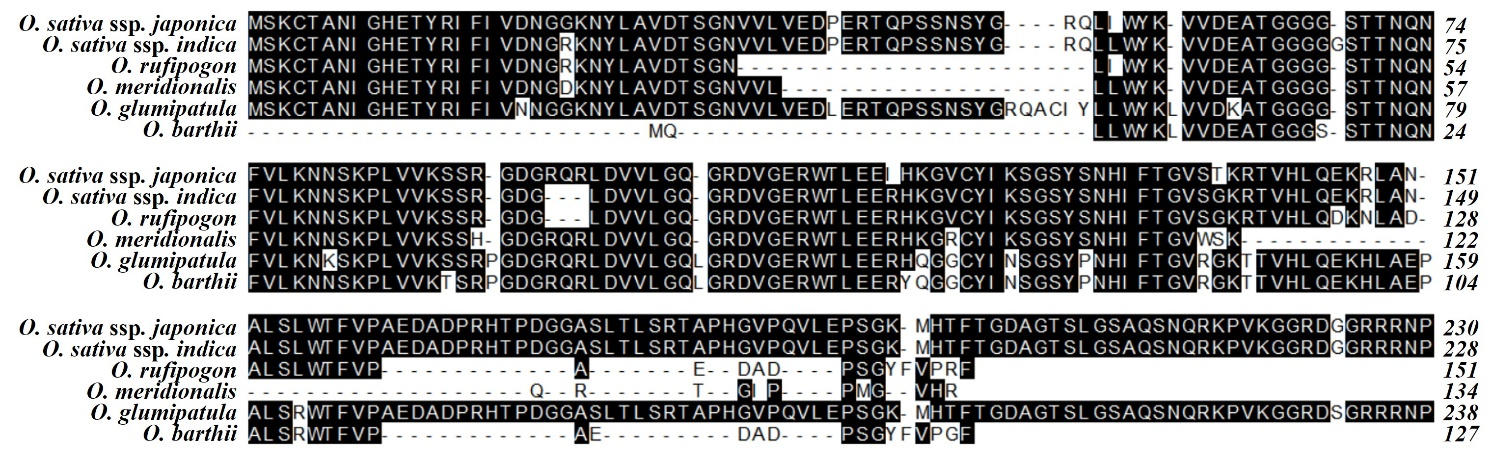 O. sativa ssp. japonica MSKCTANIGHETYRIFIVDNGGKNYLAVDTSGNVVLVEDPERTQPSSNSYG----RQLIWYK-VVDEATGGGG-STTNQN 74
O. sativa ssp. indica MSKCTANIGHETYRIFIVDNGRKNYLAVDTSGNVVLVEDPERTQPSSNSYG----RQLLWYK-VVDEATGGGGGSTTNQN 75
O. rufipogon MSKCTANIGHETYRIFIVDNGRKNYLAVDTSGN------------------------LIWYK-VVDEATGGGG-STTNQN 54
O. meridionalis MSKCTANIGHETYRIFIVDNGDKNYLAVDTSGNVVL---------------------LLWYK-VVDEATGGGG-STTNQN 57
O. glumipatula MSKCTANIGHETYRIFIVNNGGKNYLAVDTSGNVVLVEDLERTQPSSNSYGRQACIYLLWYKLVVDKATGGGG-STTNQN 79
O. barthii ---------------------------MQ----------------------------LLWYKLVVDEATGGGS-STTNQN 24
O. sativa ssp. japonica FVLKNNSKPLVVKSSR-GDGRQRLDVVLGQ-GRDVGERWTLEEIHKGVCYIKSGSYSNHIFTGVSTKRTVHLQEKRLAN- 151
O. sativa ssp. indica FVLKNNSKPLVVKSSR-GDG---LDVVLGQ-GRDVGERWTLEERHKGVCYIKSGSYSNHIFTGVSGKRTVHLQEKRLAN- 149
O. rufipogon FVLKNNSKPLVVKSSR-GDG---LDVVLGQ-GRDVGERWTLEERHKGVCYIKSGSYSNHIFTGVSGKRTVHLQDKNLAD- 128
O. meridionalis FVLKNNSKPLVVKSSH-GDGRQRLDVVLGQ-GRDVGERWTLEERHKGRCYIKSGSYSNHIFTGVWSK------------- 122
O. glumipatula FVLKNKSKPLVVKSSRPGDGRQRLDVVLGQLGRDVGERWTLEERHQGGCYINSGSYPNHIFTGVRGKTTVHLQEKHLAEP 159
O. barthii FVLKNNSKPLVVKTSRPGDGRQRLDVVLGQLGRDVGERWTLEERYQGGCYINSGSYPNHIFTGVRGKTTVHLQEKHLAEP 104
O. sativa ssp. japonica ALSLWTFVPAEDADPRHTPDGGASLTLSRTAPHGVPQVLEPSGK-MHTFTGDAGTSLGSAQSNQRKPVKGGRDGGRRRNP 230
O. sativa ssp. indica ALSLWTFVPAEDADPRHTPDGGASLTLSRTAPHGVPQVLEPSGK-MHTFTGDAGTSLGSAQSNQRKPVKGGRDGGRRRNP 228
O. rufipogon ALSLWTFVP-------------A-------E--DAD----PSGYFVPRF 151
O. meridionalis -------------------Q--R-------T--GIP----PMG--VHR 134
O. glumipatula ALSRWTFVPAEDADPRHTPDGGASLTLSRTAPHGVPQVLEPSGK-MHTFTGDAGTSLGSAQSNQRKPVKGGRDSGRRRNP 238
O. barthii ALSRWTFVP-------------AE---------DAD----PSGYFVPGF 127